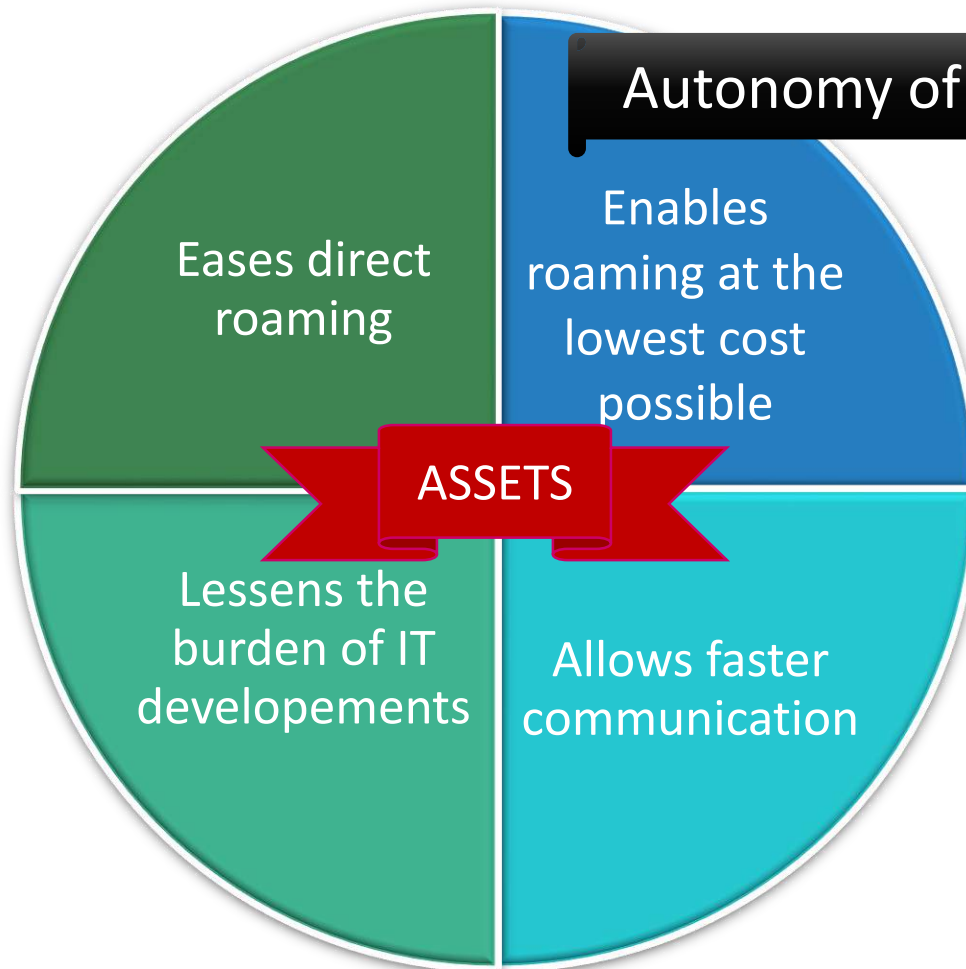 Autonomy of
Eases direct
roaming
Enables
roaming at the
lowest cost
possible
ASSETS
Lessens the
burden of IT
developements
Allows faster
communication